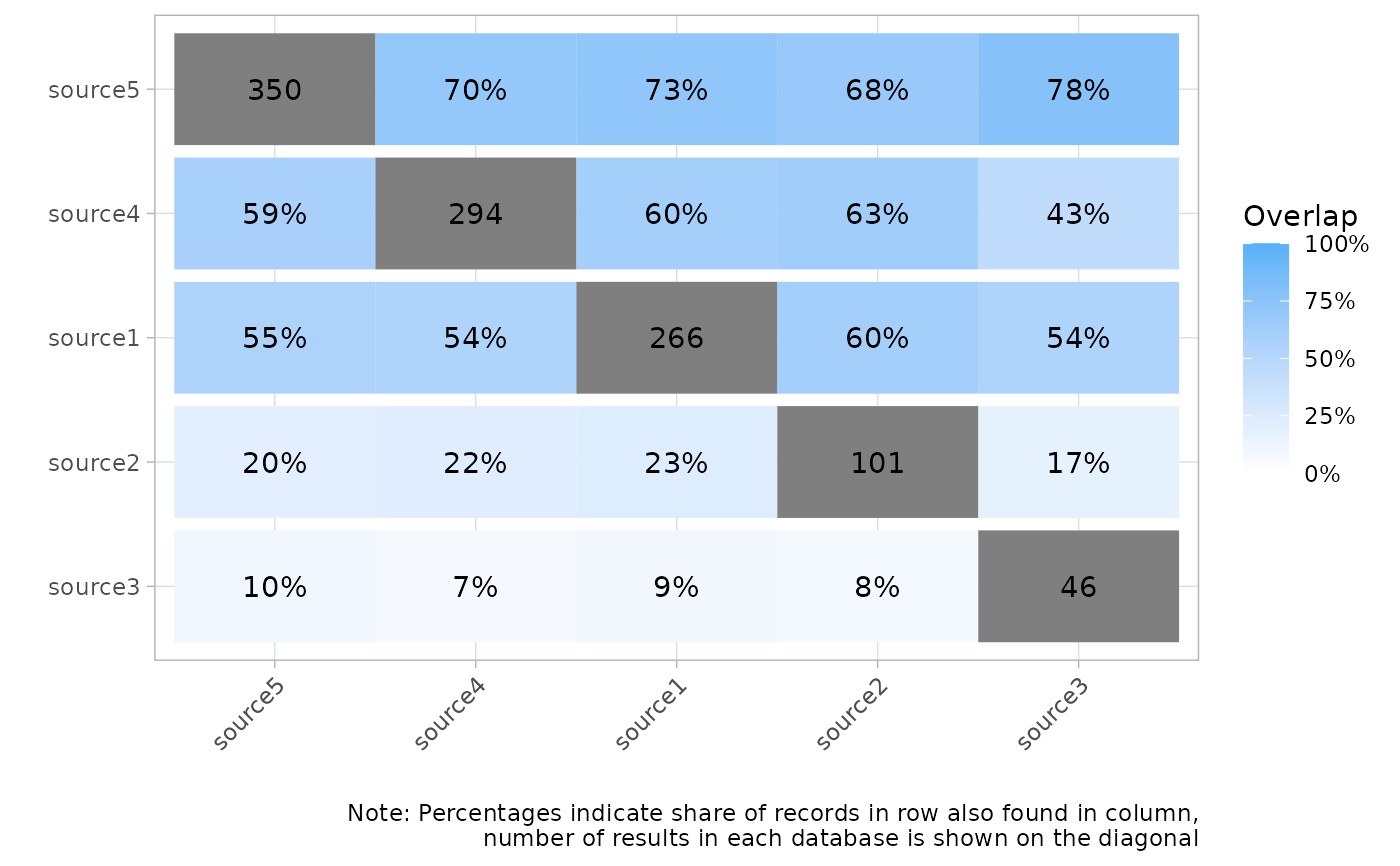 source5 350 70% 73% 68% 78%
source4 59% 294 60% 63% 43%
source1 55% 54% 266 60% 54%
source2 20% 22% 23% 101 17%
source3 10% 7% 9% 8% 46
source5 source4 source1 source2 source3
Overlap
100%
75%
50%
25%
0%
Note: Percentages indicate share of records in row also found in column,
number of results in each database is shown on the diagonal